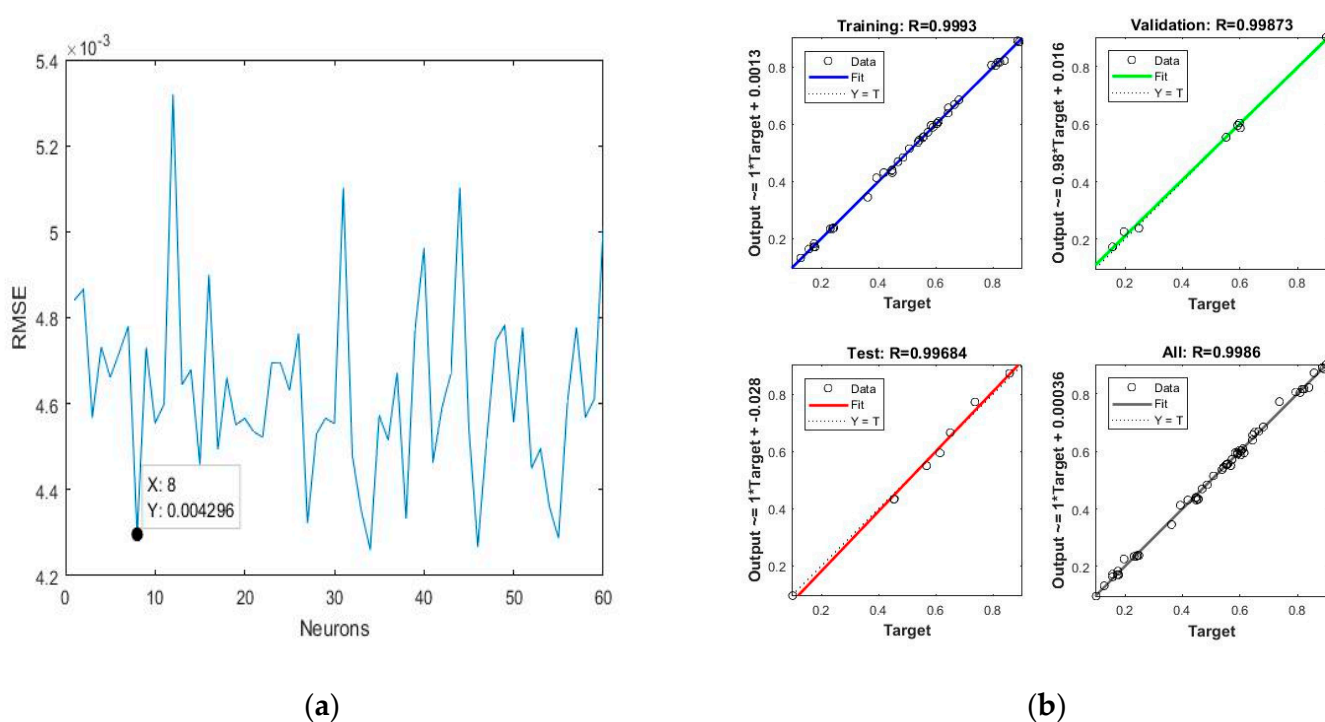 ×10⁻³
5.4
5.2
5
4.8
4.6
4.4
4.2
RMSE
X: 8
Y: 0.004296
0
10
20
30
40
50
60
Neurons
(a)
Training: R=0.9993
Output ~= 1*Target + 0.0013
Data
Fit
Y = T
0.8
0.6
0.4
0.2
0.2
0.4
0.6
0.8
Target
Validation: R=0.99873
Output ~= 0.98*Target + 0.016
Data
Fit
Y = T
0.8
0.6
0.4
0.2
0.2
0.4
0.6
0.8
Target
Test: R=0.99684
Output ~= 1*Target + -0.028
Data
Fit
Y = T
0.8
0.6
0.4
0.2
0.2
0.4
0.6
0.8
Target
All: R=0.9986
Output ~= 1*Target + 0.00036
Data
Fit
Y = T
0.8
0.6
0.4
0.2
0.2
0.4
0.6
0.8
Target
(b)